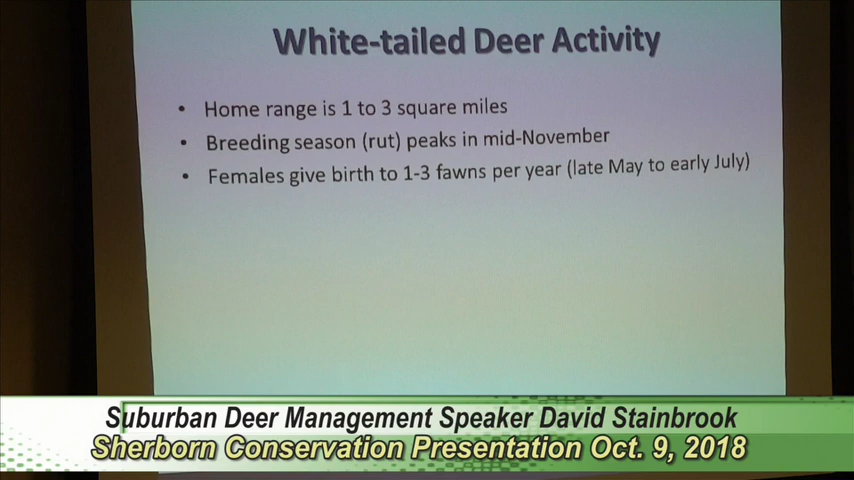 White-tailed Deer Activity
• Home range is 1 to 3 square miles
• Breeding season (rut) peaks in mid-November
• Females give birth to 1-3 fawns per year (late May to early July)
Suburban Deer Management Speaker David Stainbrook
Sherborn Conservation Presentation Oct. 9, 2018